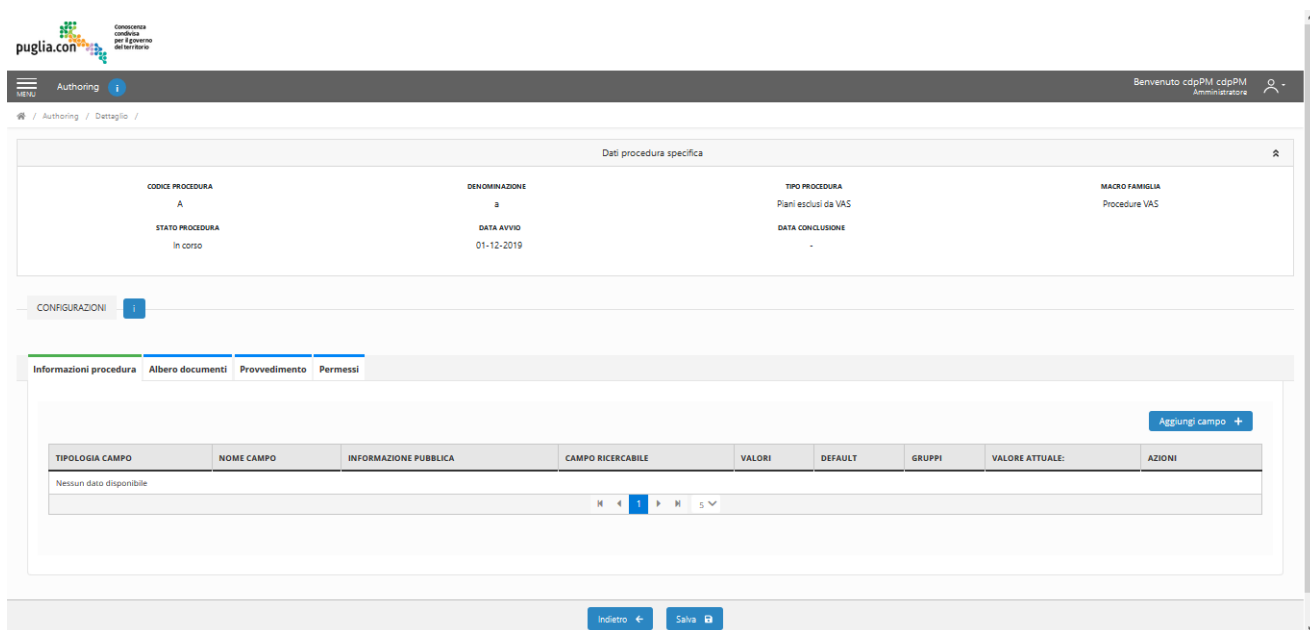 puglia.con
Conoscenza
condivisa
per il governo
del territorio
MENU Authoring i Benvenuto cdpPM cdpPM
Amministratore
/ Authoring / Dettaglio /
Dati procedura specifica
CODICE PROCEDURA DENOMINAZIONE TIPO PROCEDURA MACRO FAMIGLIA
A a Piani esclusi da VAS Procedure VAS
STATO PROCEDURA DATA AVVIO DATA CONCLUSIONE
In corso 01-12-2019 -
CONFIGURAZIONI i
Informazioni procedura Albero documenti Provvedimento Permessi
Aggiungi campo +
TIPOLOGIA CAMPO NOME CAMPO INFORMAZIONE PUBBLICA CAMPO RICERCABILE VALORI DEFAULT GRUPPI VALORE ATTUALE: AZIONI
Nessun dato disponibile
1 5
Indietro Salva